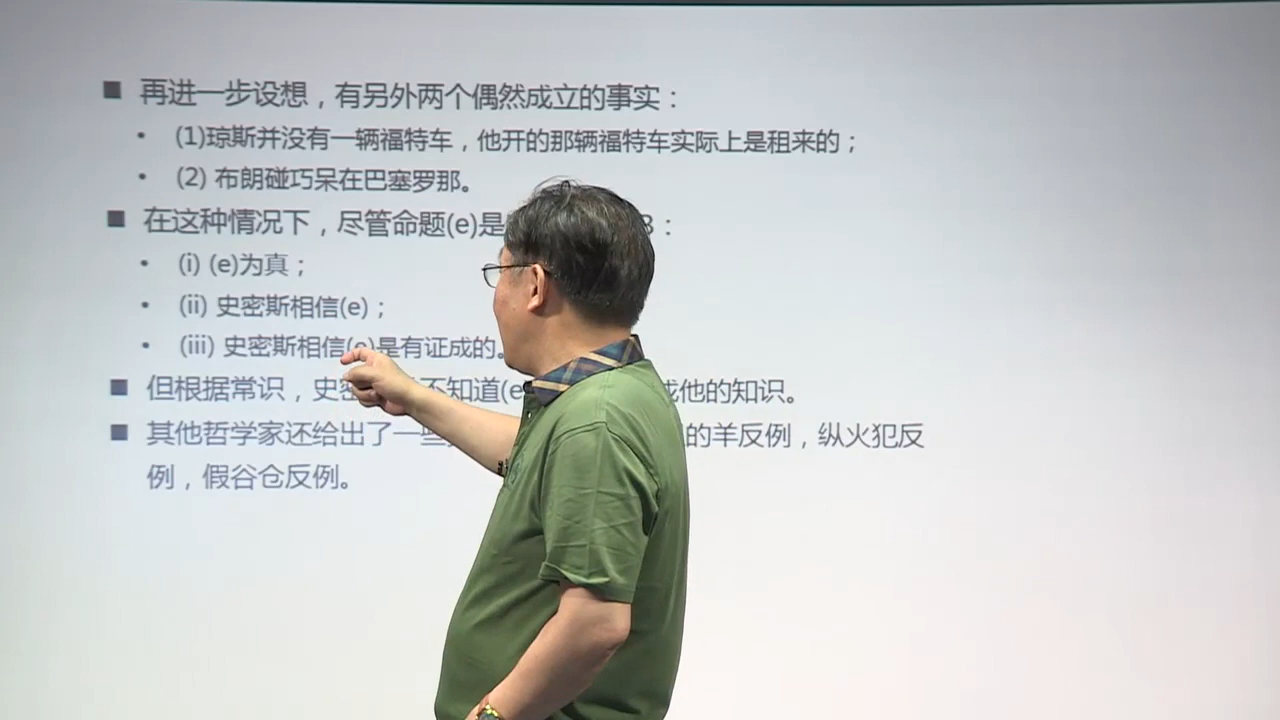 再进一步设想，有另外两个偶然成立的事实：
(1)琼斯并没有一辆福特车，他开的那辆福特车实际上是租来的；
(2) 布朗碰巧呆在巴塞罗那。
在这种情况下，尽管命题(e)是 ：
(i) (e)为真；
(ii) 史密斯相信(e)；
(iii) 史密斯相信(e)是有证成的。
但根据常识，史 不知道(e 他的知识。
其他哲学家还给出了一些 的羊反例，纵火犯反
例，假谷仓反例。